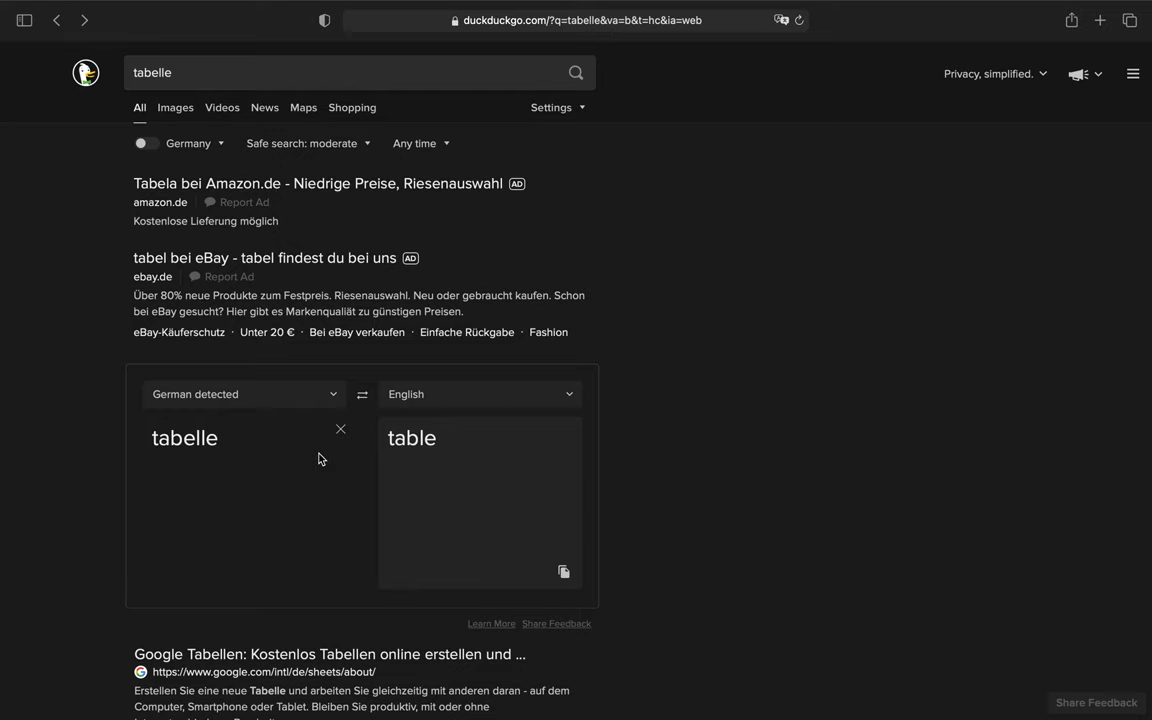 duckduckgo.com/?q=tabelle&va=b&t=hc&ia=web
tabelle
Privacy, simplified.
All Images Videos News Maps Shopping Settings
Germany Safe search: moderate Any time
Tabela bei Amazon.de - Niedrige Preise, Riesenauswahl AD
amazon.de Report Ad
Kostenlose Lieferung möglich
tabel bei eBay - tabel findest du bei uns AD
ebay.de Report Ad
Über 80% neue Produkte zum Festpreis. Riesenauswahl. Neu oder gebraucht kaufen. Schon
bei eBay gesucht? Hier gibt es Markenqualiät zu günstigen Preisen.
eBay-Käuferschutz · Unter 20 € · Bei eBay verkaufen · Einfache Rückgabe · Fashion
German detected English
tabelle table
Learn More Share Feedback
Google Tabellen: Kostenlos Tabellen online erstellen und ...
https://www.google.com/intl/de/sheets/about/
Erstellen Sie eine neue Tabelle und arbeiten Sie gleichzeitig mit anderen daran - auf dem
Computer, Smartphone oder Tablet. Bleiben Sie produktiv, mit oder ohne
Share Feedback